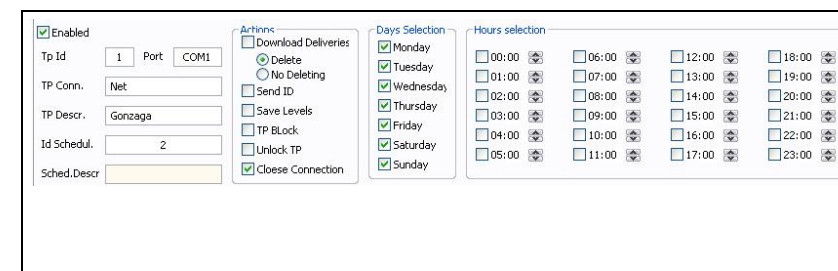 Enabled
Tp Id 1 Port COM1
TP Conn. Net
TP Descr. Gonzaga
Id Schedul. 2
Sched.Descr
Actions
Download Deliveries
Delete
No Deleting
Send ID
Save Levels
TP BLock
Unlock TP
Cloese Connection
Days Selection
Monday
Tuesday
Wednesday
Thursday
Friday
Saturday
Sunday
Hours selection
00:00 06:00 12:00 18:00
01:00 07:00 13:00 19:00
02:00 08:00 14:00 20:00
03:00 09:00 15:00 21:00
04:00 10:00 16:00 22:00
05:00 11:00 17:00 23:00